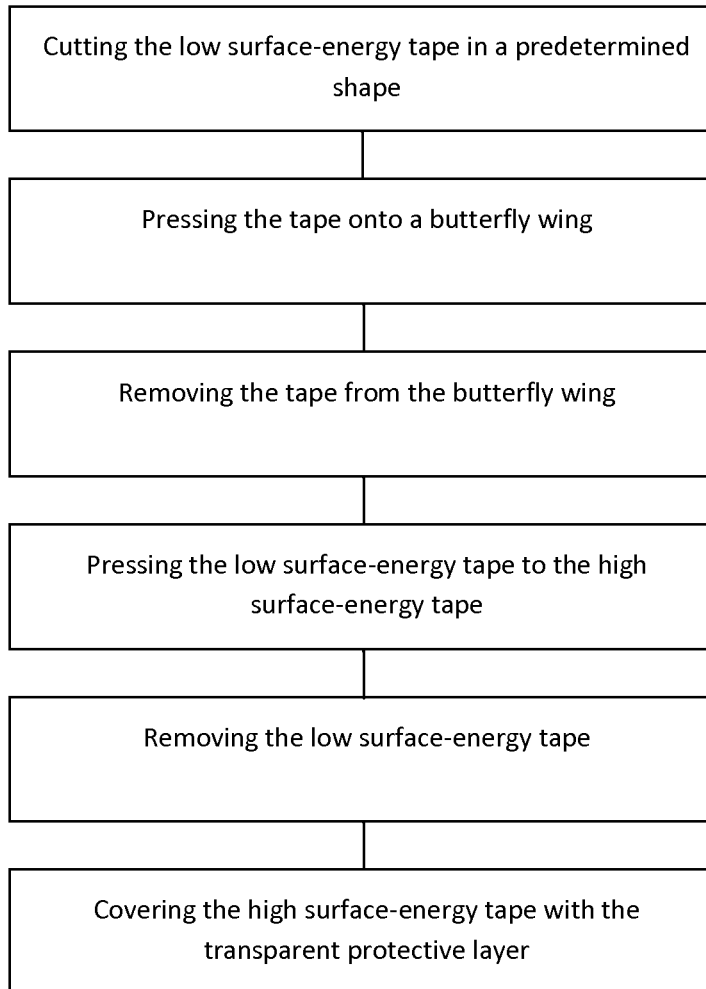 Cutting the low surface-energy tape in a predetermined
shape
Pressing the tape onto a butterfly wing
Removing the tape from the butterfly wing
Pressing the low surface-energy tape to the high
surface-energy tape
Removing the low surface-energy tape
Covering the high surface-energy tape with the
transparent protective layer